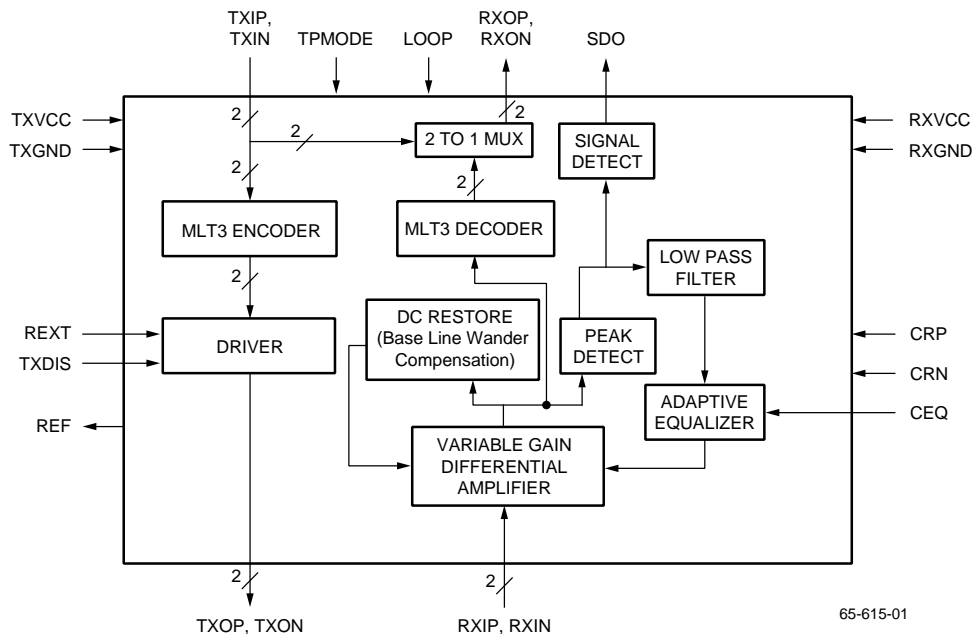 TXIP,
TXIN
TPMODE
LOOP
RXOP,
RXON
SDO
2
2
TXVCC
TXGND
2
2 TO 1 MUX
SIGNAL
DETECT
RXVCC
RXGND
2
2
MLT3 ENCODER
MLT3 DECODER
LOW PASS
FILTER
2
REXT
TXDIS
REF
DRIVER
DC RESTORE
(Base Line Wander
Compensation)
PEAK
DETECT
CRP
CRN
CEQ
ADAPTIVE
EQUALIZER
VARIABLE GAIN
DIFFERENTIAL
AMPLIFIER
2
2
TXOP, TXON
RXIP, RXIN
65-615-01